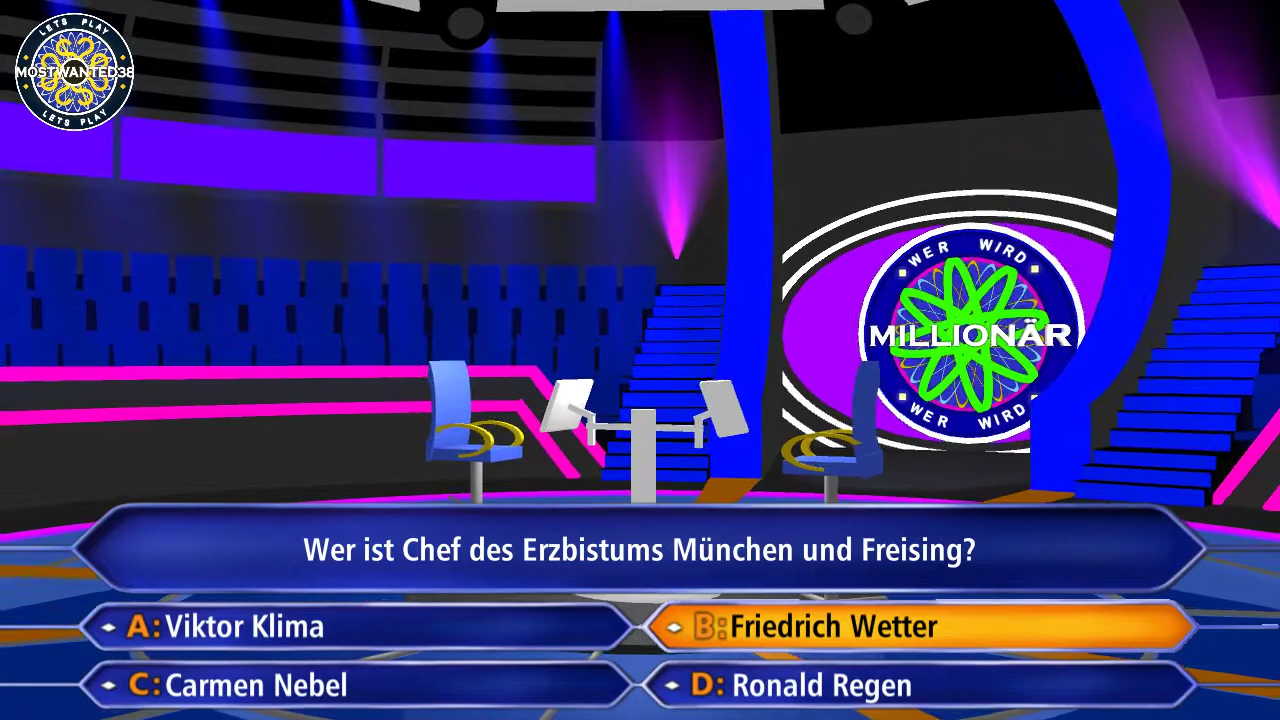 LETS PLAY
MOSTWANTED38
LETS PLAY
WER WIRD
MILLIONÄR
WER WIRD
Wer ist Chef des Erzbistums München und Freising?
A: Viktor Klima
B: Friedrich Wetter
C: Carmen Nebel
D: Ronald Regen